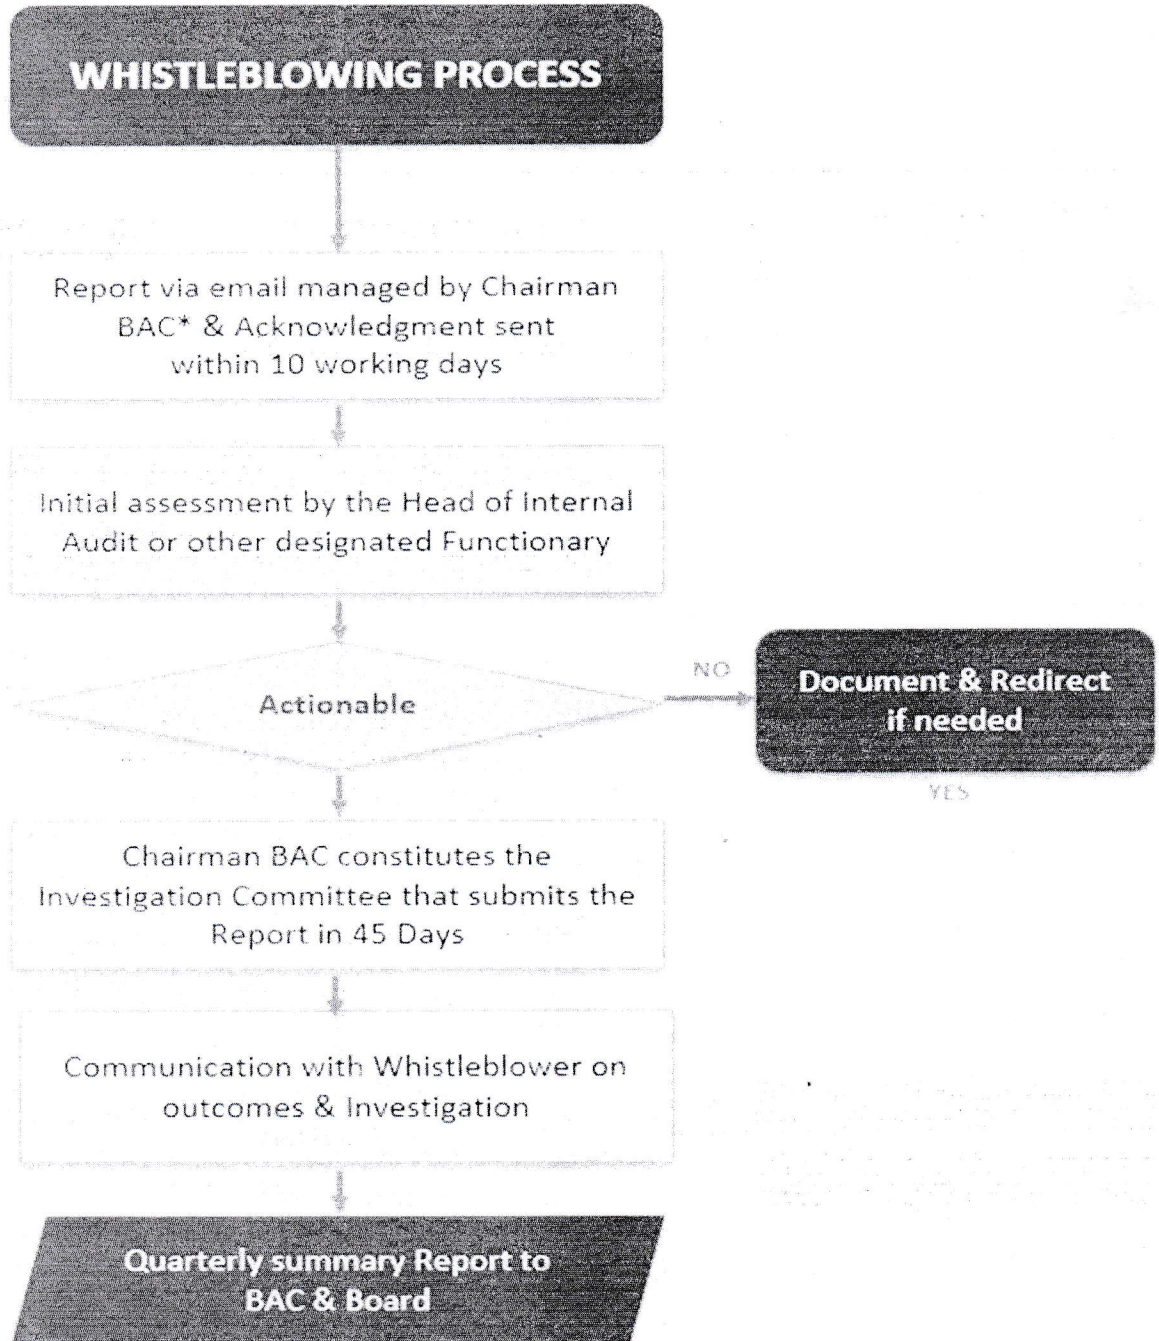 WHISTLEBLOWING PROCESS
Report via email managed by Chairman
BAC* & Acknowledgment sent
within 10 working days
Initial assessment by the Head of Internal
Audit or other designated Functionary
Actionable
NO
Document & Redirect
if needed
YES
Chairman BAC constitutes the
Investigation Committee that submits the
Report in 45 Days
Communication with Whistleblower on
outcomes & Investigation
Quarterly summary Report to
BAC & Board